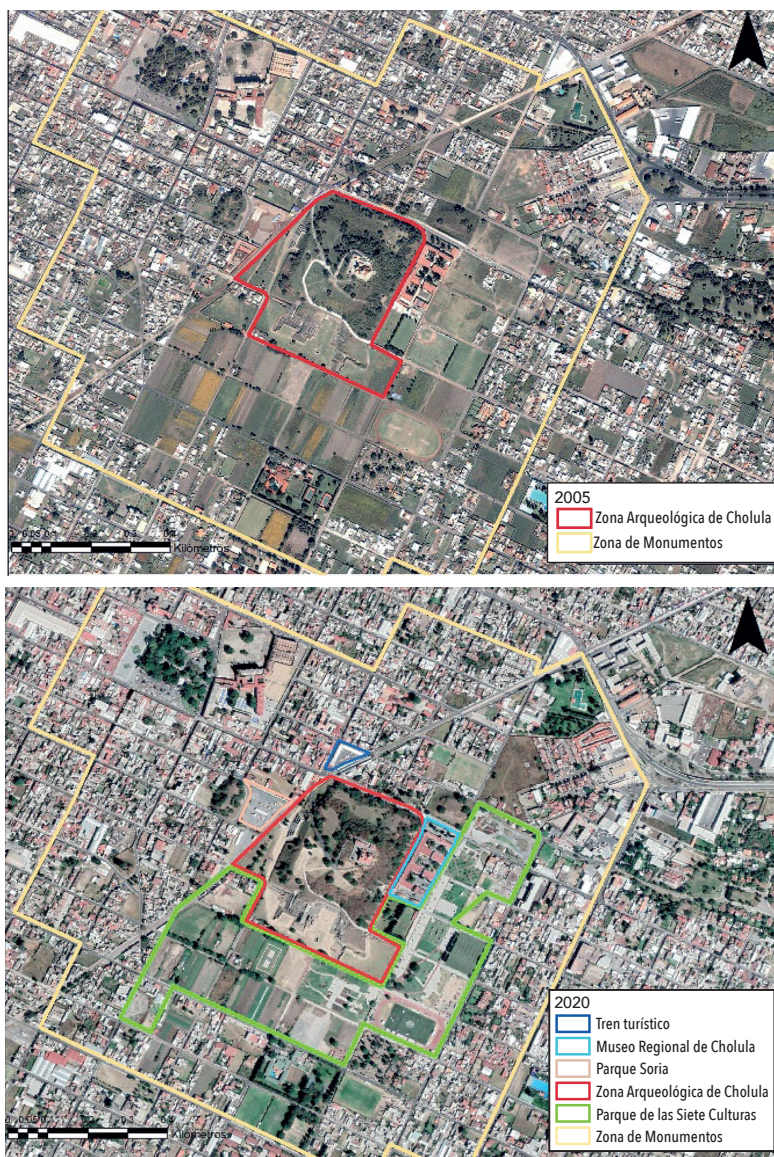 2005
Zona Arqueológica de Cholula
Zona de Monumentos
Kilómetros
2020
Tren turístico
Museo Regional de Cholula
Parque Soria
Zona Arqueológica de Cholula
Parque de las Siete Culturas
Zona de Monumentos
Kilómetros